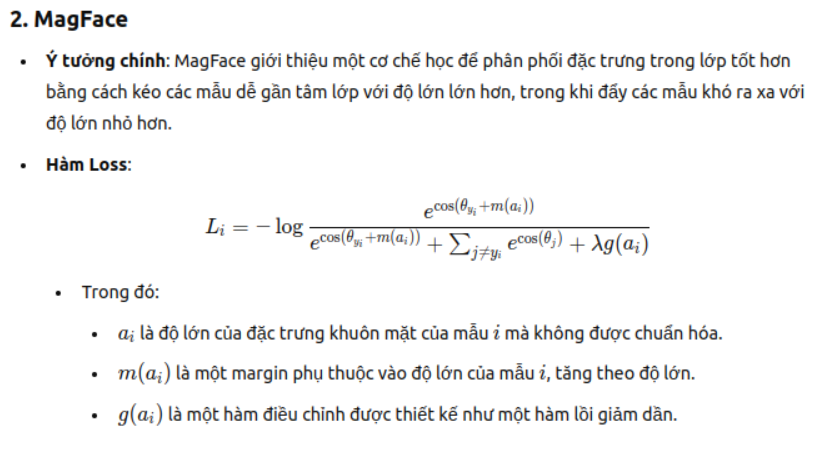 2. MagFace
• Ý tưởng chính: MagFace giới thiệu một cơ chế học để phân phối đặc trưng trong lớp tốt hơn
bằng cách kéo các mẫu dễ gần tâm lớp với độ lớn lớn hơn, trong khi đẩy các mẫu khó ra xa với
độ lớn nhỏ hơn.
• Hàm Loss:
L_i = -\log \frac{e^{\cos(\theta_{y_i}+m(a_i))}}{e^{\cos(\theta_{y_i}+m(a_i))} + \sum_{j \neq y_i} e^{\cos(\theta_j)} + \lambda g(a_i)}
• Trong đó:
• a_i là độ lớn của đặc trưng khuôn mặt của mẫu i mà không được chuẩn hóa.
• m(a_i) là một margin phụ thuộc vào độ lớn của mẫu i, tăng theo độ lớn.
• g(a_i) là một hàm điều chỉnh được thiết kế như một hàm lồi giảm dần.